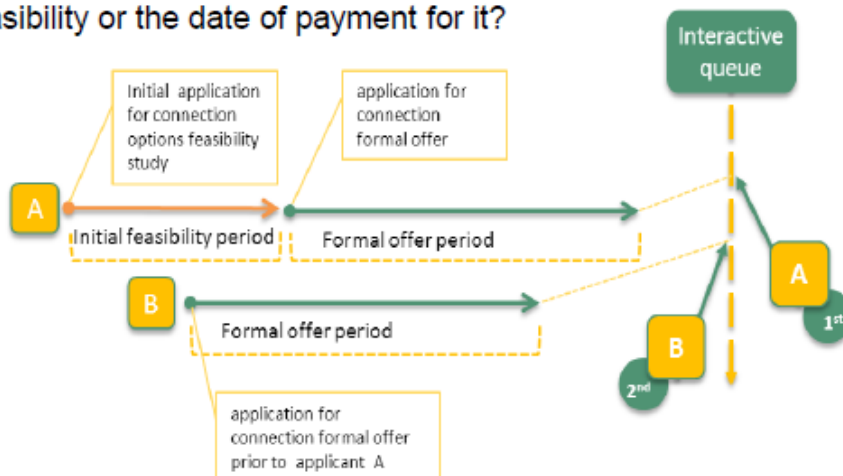 asibility or the date of payment for it?
Interactive
queue
Initial application
for connection
options feasibility
study
application for
connection
formal offer
A
Initial feasibility period
Formal offer period
A
1st
B
Formal offer period
B
2nd
application for
connection formal offer
prior to applicant A